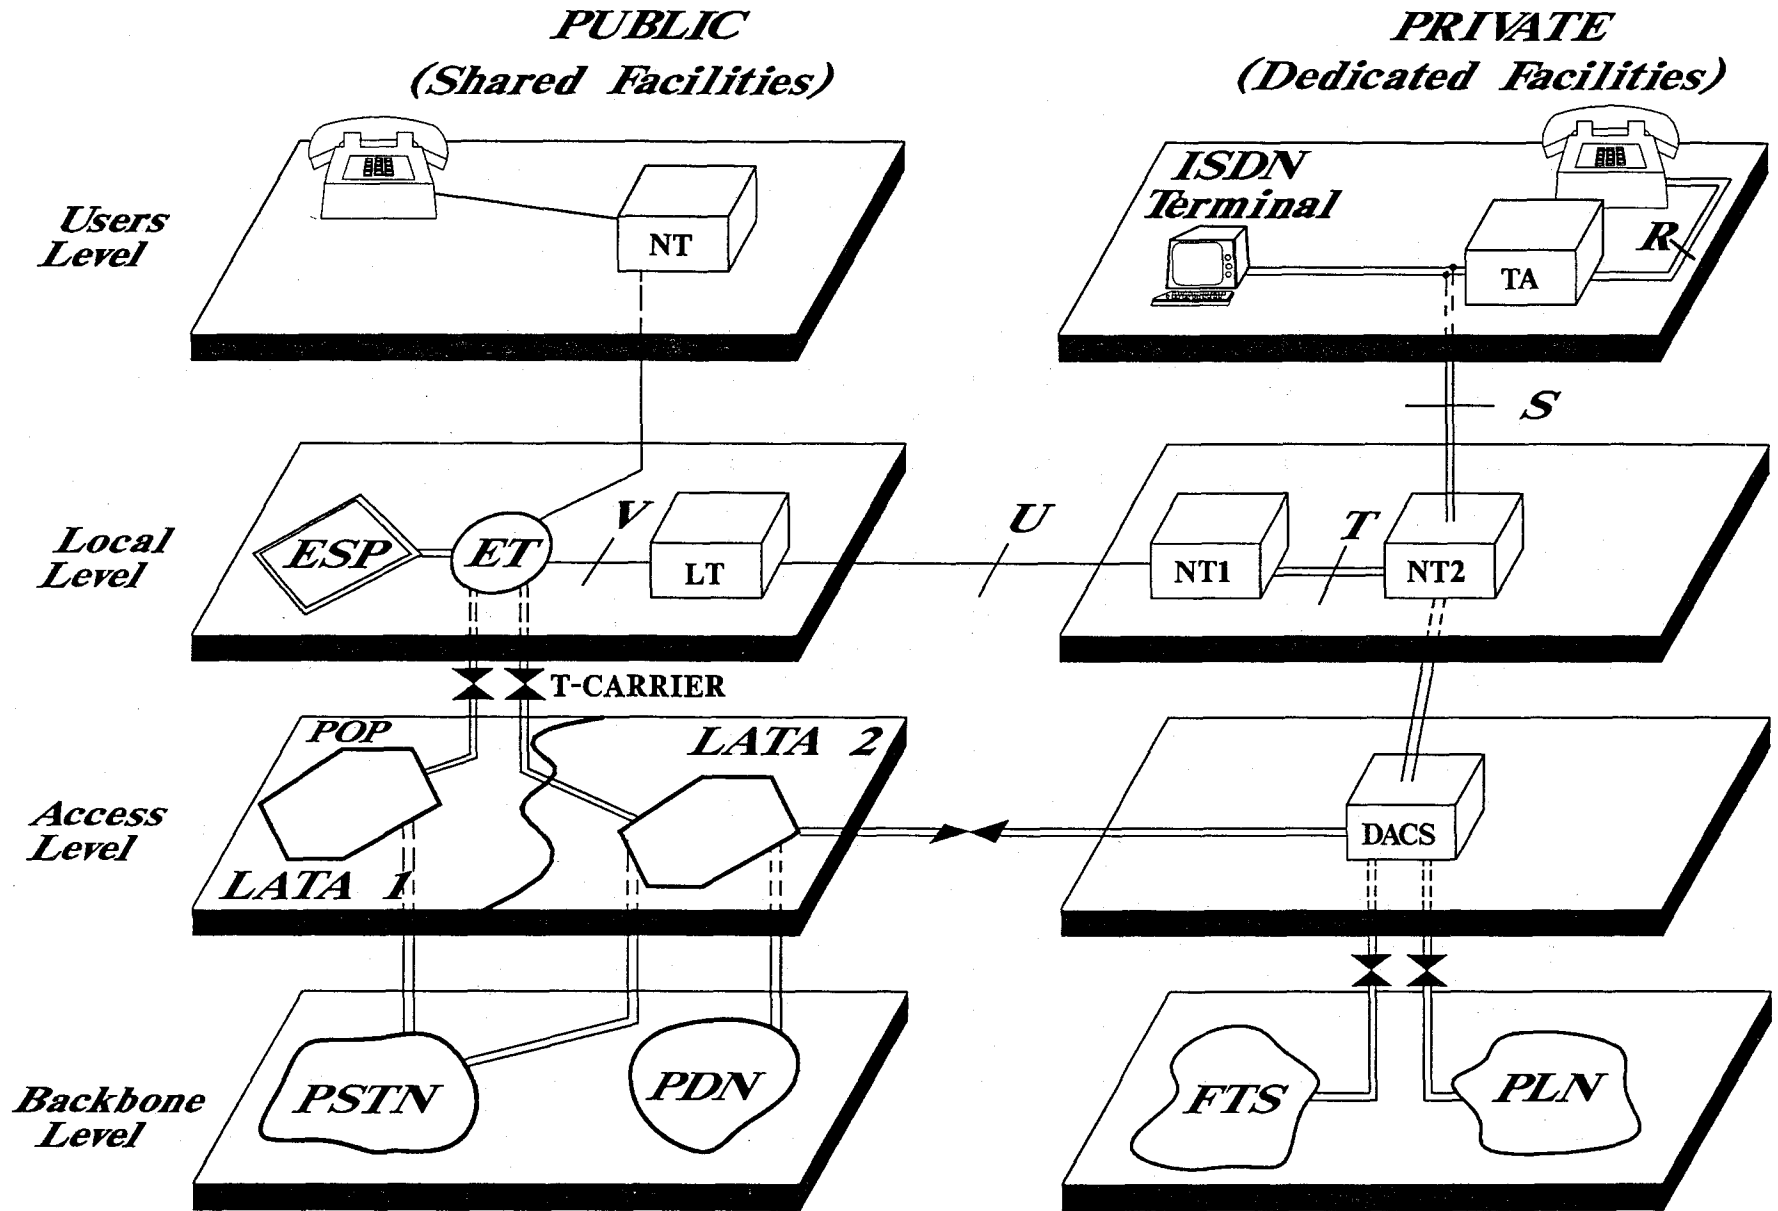 PUBLIC
(Shared Facilities)
PRIVATE
(Dedicated Facilities)
Users
Level
NT
ISDN
Terminal
TA
R
S
Local
Level
ESP
ET
V
LT
U
NT1
T
NT2
T-CARRIER
Access
Level
POP
LATA 1
LATA 2
DACS
Backbone
Level
PSTN
PDN
FTS
PLN